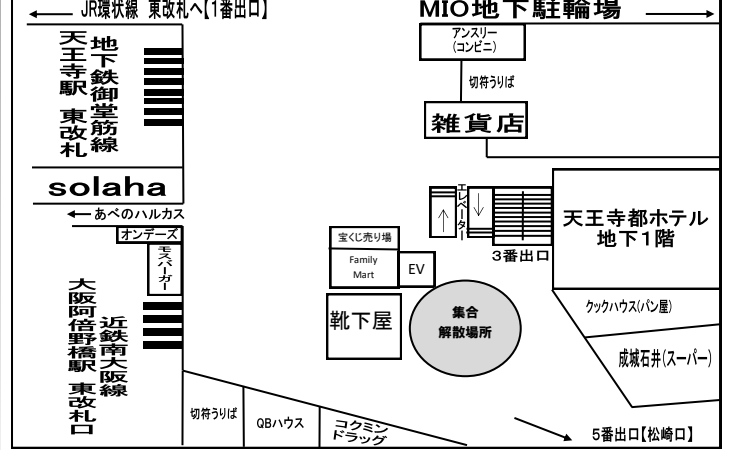 JR環状線 東改札へ【1番出口】
MIO地下駐輪場
アンスリー
(コンビニ)
地下鉄御堂筋線
天王寺駅 東改札
切符うりば
雑貨店
solaha
あべのハルカス
エレベーター
天王寺都ホテル
地下1階
オンデーズ
モスバーガー
宝くじ売り場
3番出口
Family
Mart
EV
近鉄南大阪線
大阪阿倍野橋駅 東改札口
靴下屋
集合
解散場所
クックハウス(パン屋)
成城石井(スーパー)
切符うりば
QBハウス
コクミン
ドラッグ
5番出口【松崎口】